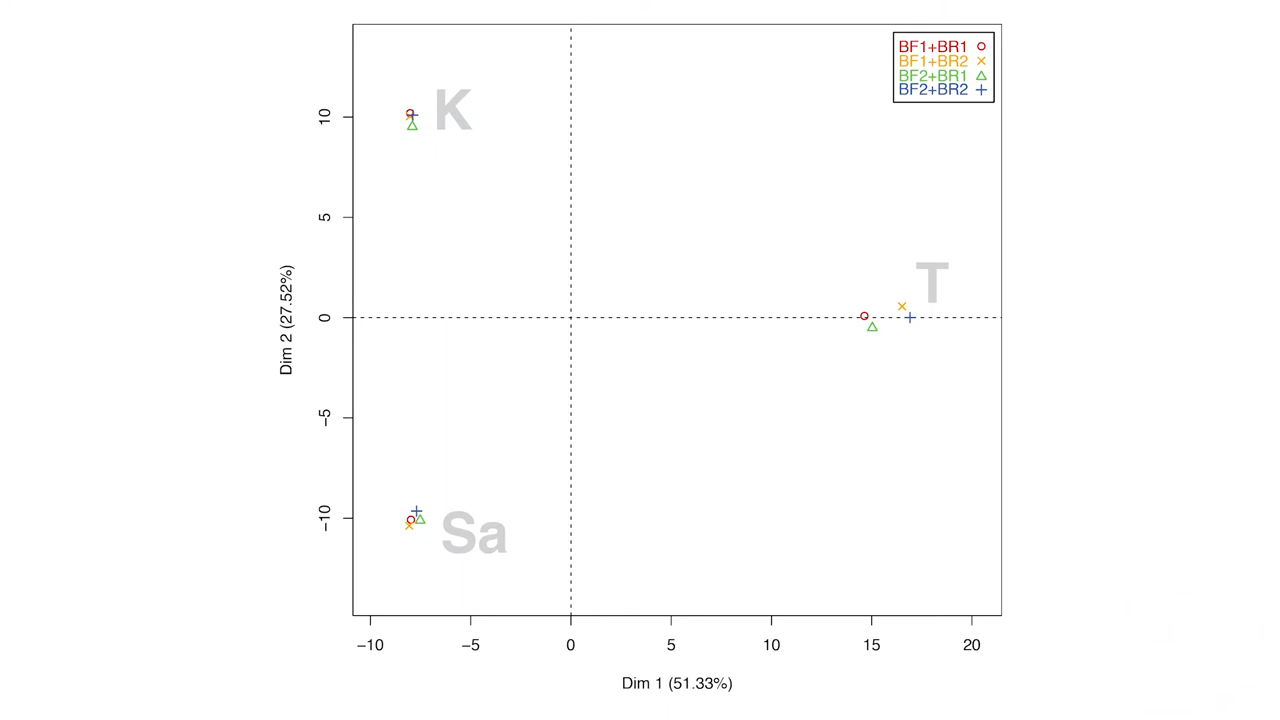 BF1+BR1
BF1+BR2
BF2+BR1
BF2+BR2
K
T
Sa
10
5
0
−5
−10
Dim 2 (27.52%)
−10 −5 0 5 10 15 20
Dim 1 (51.33%)